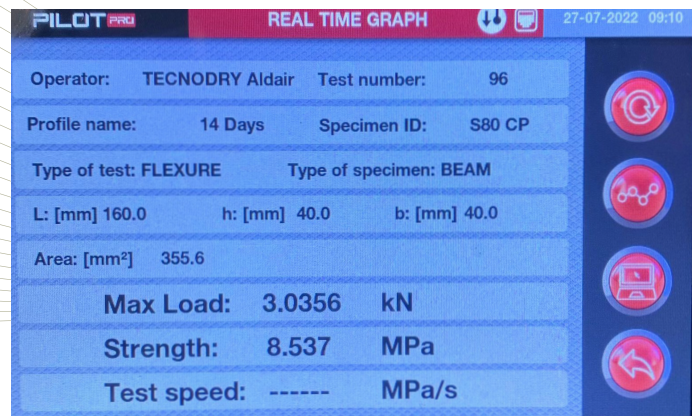 PILOT PRO REAL TIME GRAPH 27-07-2022 09:10
Operator: TECNODRY Aldair Test number: 96
Profile name: 14 Days Specimen ID: S80 CP
Type of test: FLEXURE Type of specimen: BEAM
L: [mm] 160.0 h: [mm] 40.0 b: [mm] 40.0
Area: [mm²] 355.6
Max Load: 3.0356 kN
Strength: 8.537 MPa
Test speed: ------ MPa/s